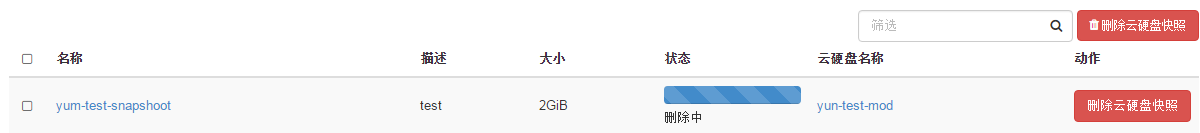 筛选 删除云硬盘快照
名称 描述 大小 状态 云硬盘名称 动作
yum-test-snapshoot test 2GiB 删除中 yun-test-mod 删除云硬盘快照